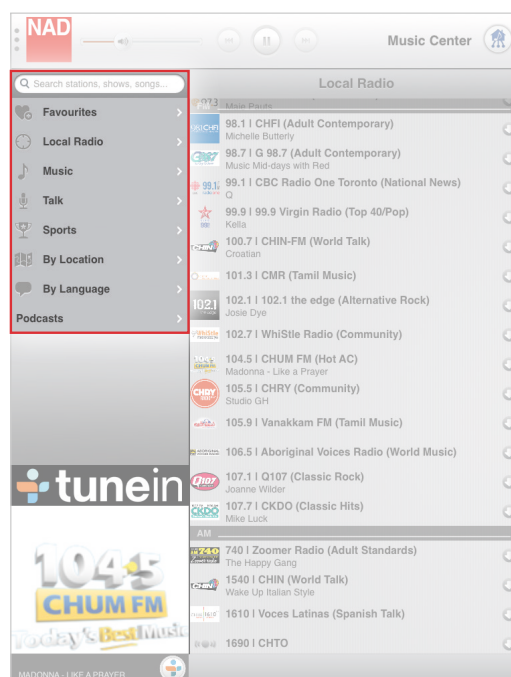 NAD
Music Center
Search stations, shows, songs...
Favourites
Local Radio
Music
Talk
Sports
By Location
By Language
Podcasts
tunein
104.5
CHUM FM
Today's Best Music
MADONNA - LIKE A PRAYER
Local Radio
FM
98.1 | CHFI (Adult Contemporary)
Michelle Butterly
98.7 | G 98.7 (Adult Contemporary)
Music Mid-days with Red
99.1 | CBC Radio One Toronto (National News)
Q
99.9 | 99.9 Virgin Radio (Top 40/Pop)
Kella
100.7 | CHIN-FM (World Talk)
Croatian
101.3 | CMR (Tamil Music)
102.1 | 102.1 the edge (Alternative Rock)
Josie Dye
102.7 | WhiStle Radio (Community)
104.5 | CHUM FM (Hot AC)
Madonna - Like a Prayer
105.5 | CHRY (Community)
Studio GH
105.9 | Vanakkam FM (Tamil Music)
106.5 | Aboriginal Voices Radio (World Music)
107.1 | Q107 (Classic Rock)
Joanne Wilder
107.7 | CKDO (Classic Hits)
Mike Luck
AM
740 | Zoomer Radio (Adult Standards)
The Happy Gang
1540 | CHIN (World Talk)
Wake Up Italian Style
1610 | Voces Latinas (Spanish Talk)
1690 | CHTO